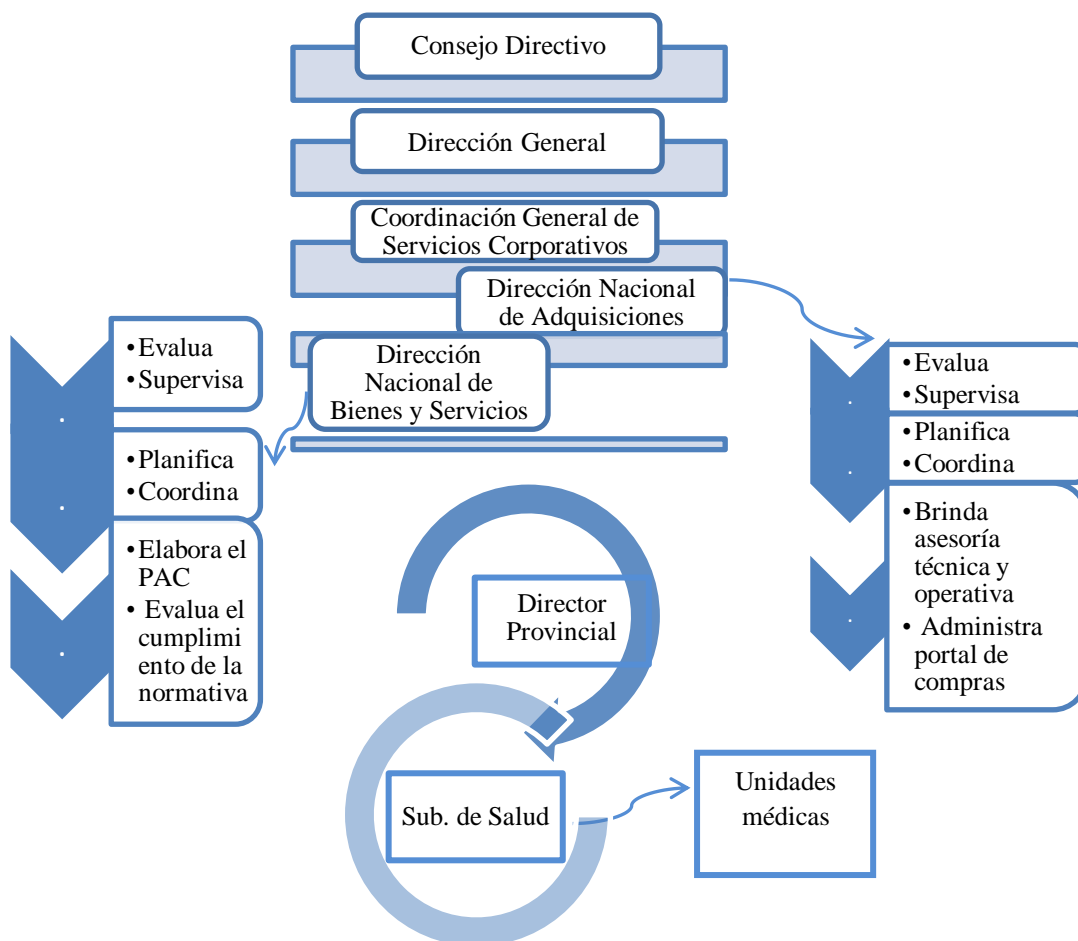 Consejo Directivo
Dirección General
Coordinación General de
Servicios Corporativos
Dirección Nacional
de Adquisiciones
Dirección
Nacional de
Bienes y Servicios
•Evalua
•Supervisa
•Planifica
•Coordina
•Elabora el
PAC
• Evalua el
cumplimi
ento de la
normativa
•Evalua
•Supervisa
•Planifica
•Coordina
•Brinda
asesoría
técnica y
operativa
• Administra
portal de
compras
Director
Provincial
Sub. de Salud
Unidades
médicas